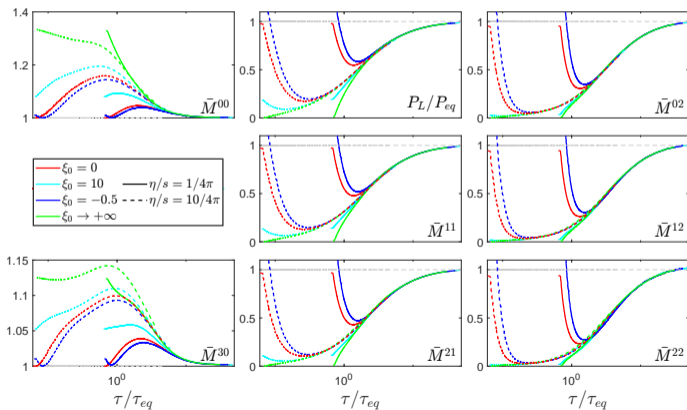 1.4
1.2
1
M̄⁰⁰
1
0.5
0
P_L/P_eq
1
0.5
0
M̄⁰²
ξ₀ = 0
ξ₀ = 10
ξ₀ = −0.5
ξ₀ → +∞
η/s = 1/4π
η/s = 10/4π
1
0.5
0
M̄¹¹
1
0.5
0
M̄¹²
1.15
1.1
1.05
1
M̄³⁰
10⁰
τ/τ_eq
1
0.5
0
M̄²¹
10⁰
τ/τ_eq
1
0.5
0
M̄²²
10⁰
τ/τ_eq